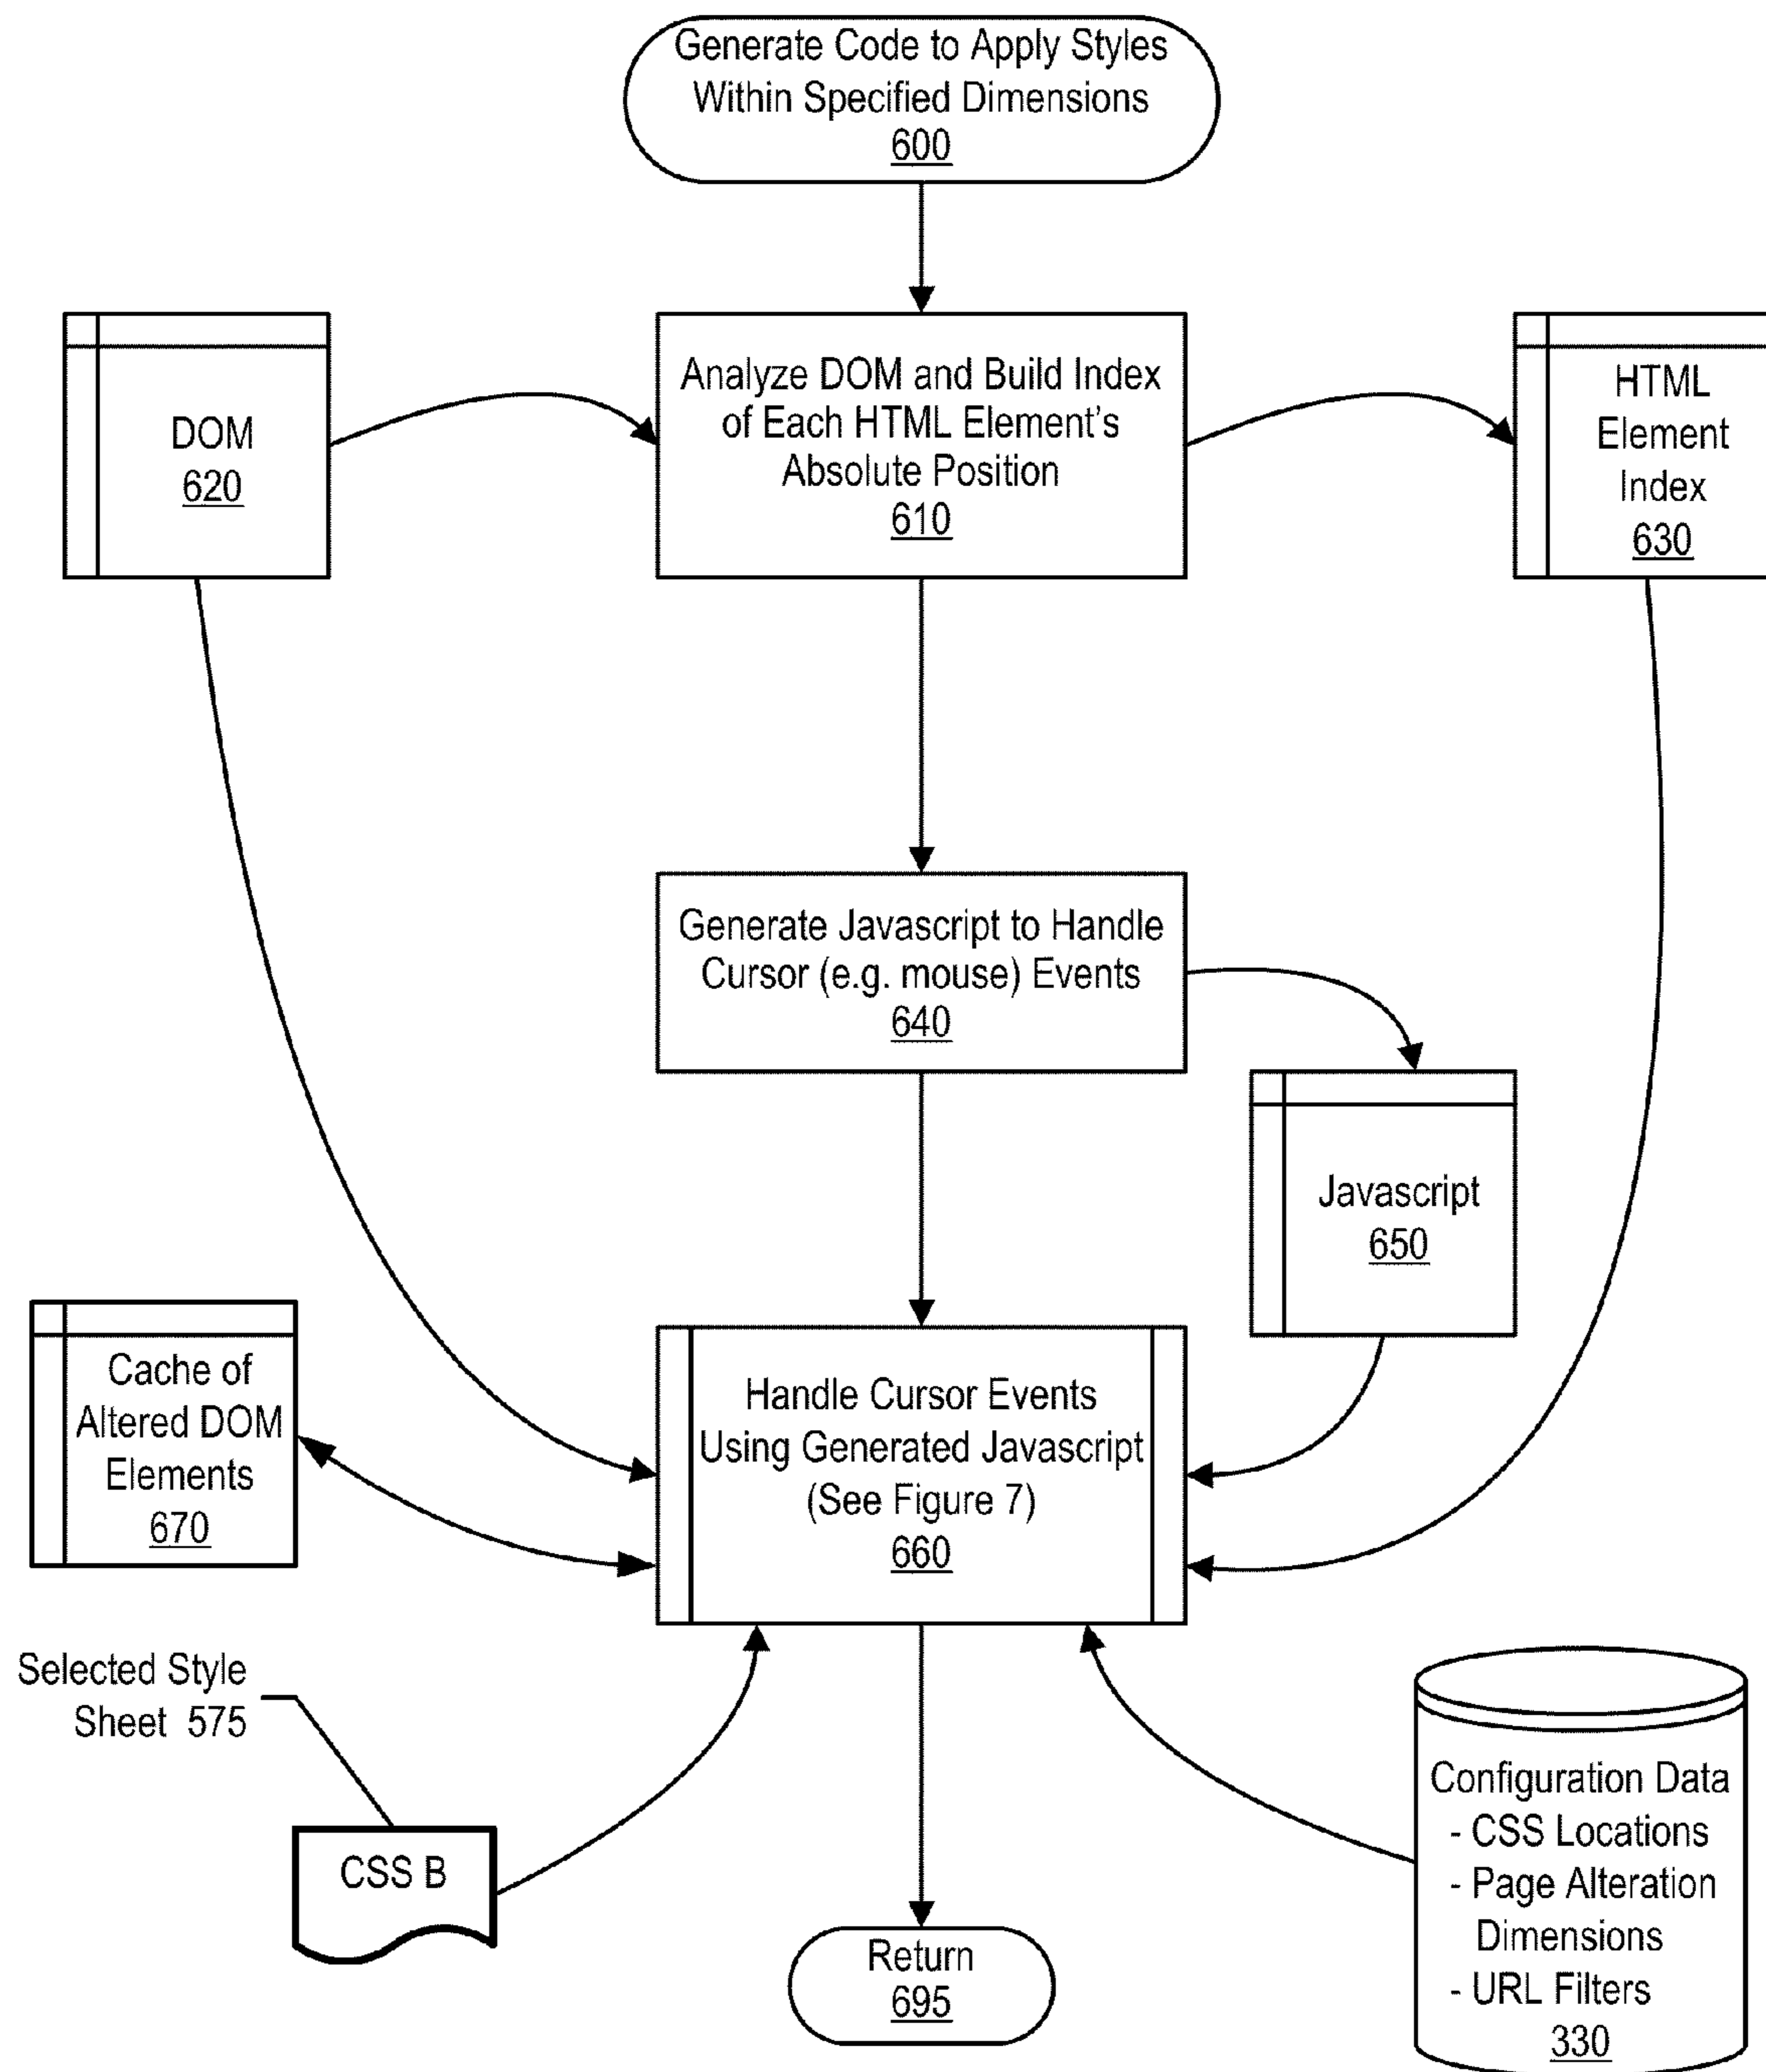 Generate Code to Apply Styles
Within Specified Dimensions
600
DOM
620
Analyze DOM and Build Index
of Each HTML Element's
Absolute Position
610
HTML
Element
Index
630
Generate Javascript to Handle
Cursor (e.g. mouse) Events
640
Javascript
650
Cache of
Altered DOM
Elements
670
Handle Cursor Events
Using Generated Javascript
(See Figure 7)
660
Selected Style
Sheet 575
CSS B
Return
695
Configuration Data
- CSS Locations
- Page Alteration
Dimensions
- URL Filters
330